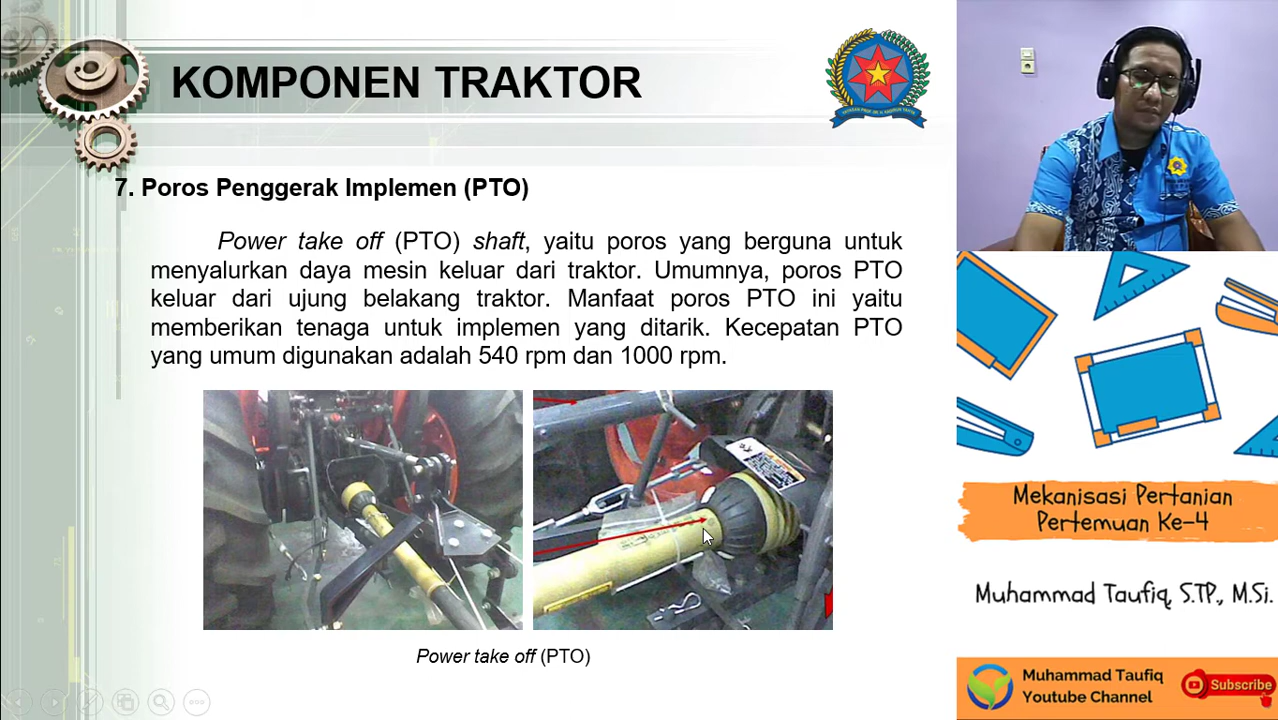 KOMPONEN TRAKTOR
7. Poros Penggerak Implemen (PTO)
Power take off (PTO) shaft, yaitu poros yang berguna untuk
menyalurkan daya mesin keluar dari traktor. Umumnya, poros PTO
keluar dari ujung belakang traktor. Manfaat poros PTO ini yaitu
memberikan tenaga untuk implemen yang ditarik. Kecepatan PTO
yang umum digunakan adalah 540 rpm dan 1000 rpm.
Power take off (PTO)
Mekanisasi Pertanian
Pertemuan Ke-4
Muhammad Taufiq, S.TP., M.Si.
Muhammad Taufiq
Youtube Channel
Subscribe